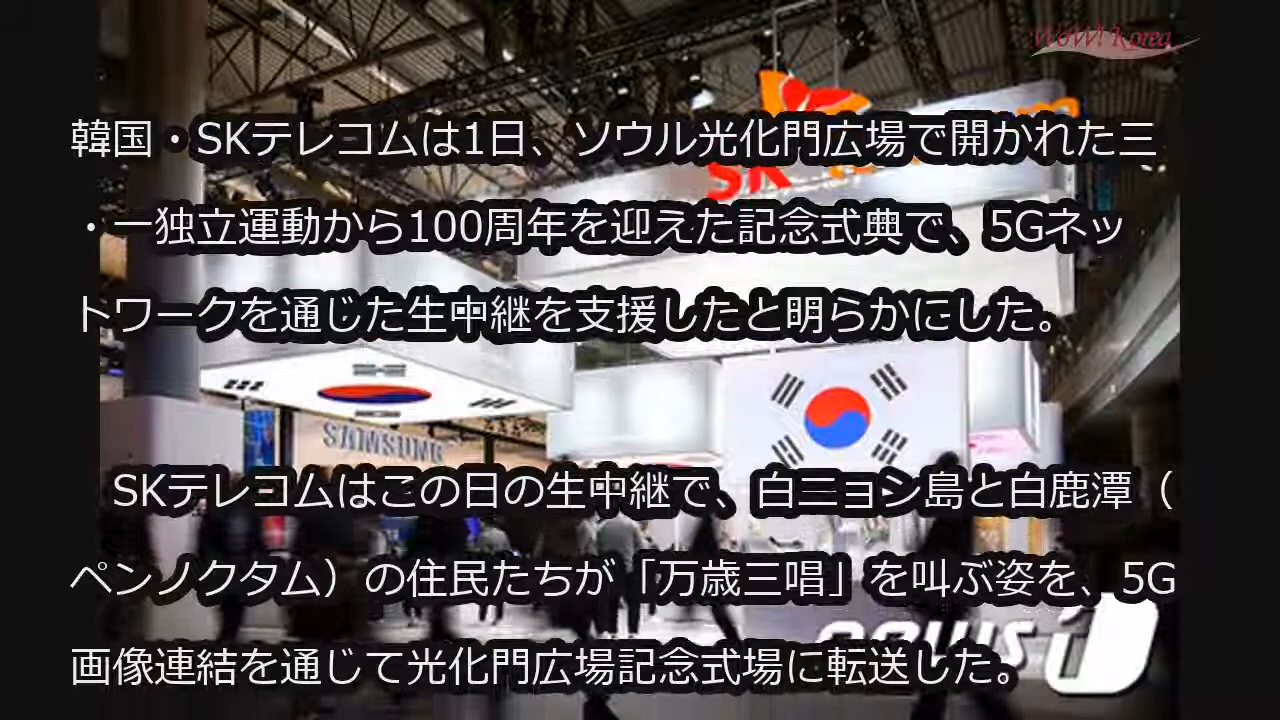 WoW! Korea
韓国・SKテレコムは1日、ソウル光化門広場で開かれた三
・一独立運動から100周年を迎えた記念式典で、5Gネッ
トワークを通じた生中継を支援したと明らかにした。
SAMSUNG
SKテレコムはこの日の生中継で、白ニョン島と白鹿潭（
ペンノクタム）の住民たちが「万歳三唱」を叫ぶ姿を、5G
画像連結を通じて光化門広場記念式場に転送した。
news1